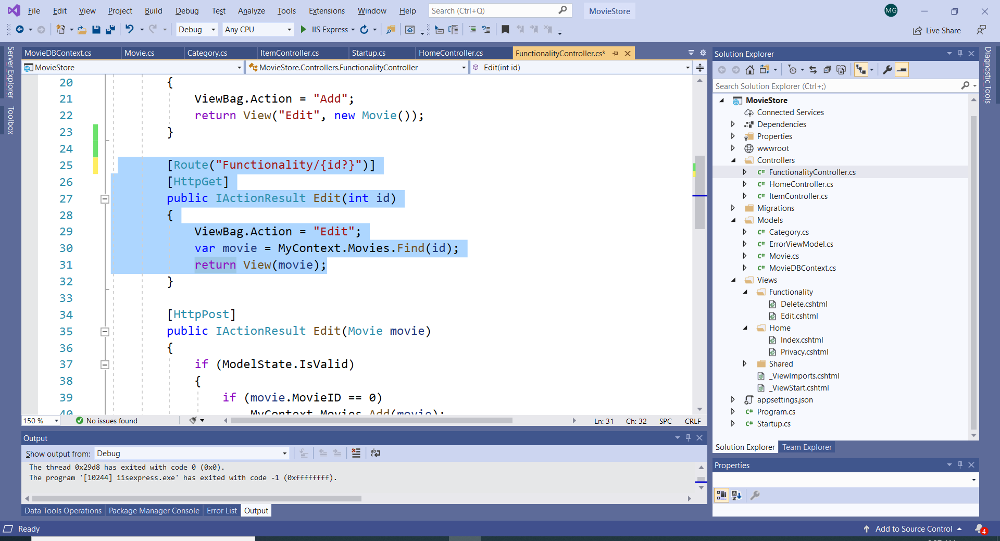 File Edit View Project Build Debug Test Analyze Tools Extensions Window Help Search (Ctrl+Q) MovieStore MG
Debug Any CPU IIS Express Live Share
Server Explorer
Toolbox
MovieDBContext.cs Movie.cs Category.cs ItemController.cs Startup.cs HomeController.cs FunctionalityController.cs*
MovieStore MovieStore.Controllers.FunctionalityController Edit(int id)
20 {
21 ViewBag.Action = "Add";
22 return View("Edit", new Movie());
23 }
24
25 [Route("Functionality/{id?}")]
26 [HttpGet]
27 public IActionResult Edit(int id)
28 {
29 ViewBag.Action = "Edit";
30 var movie = MyContext.Movies.Find(id);
31 return View(movie);
32 }
33
34 [HttpPost]
35 public IActionResult Edit(Movie movie)
36 {
37 if (ModelState.IsValid)
38 {
39 if (movie.MovieID == 0)
40 MyContext.Movies.Add(movie);
150 % No issues found Ln: 31 Ch: 32 SPC CRLF
Output
Show output from: Debug
The thread 0x29d8 has exited with code 0 (0x0).
The program '[10244] iisexpress.exe' has exited with code -1 (0xffffffff).
Data Tools Operations Package Manager Console Error List Output
Solution Explorer
Search Solution Explorer (Ctrl+;)
MovieStore
Connected Services
Dependencies
Properties
wwwroot
Controllers
C# FunctionalityController.cs
C# HomeController.cs
C# ItemController.cs
Migrations
Models
C# Category.cs
C# ErrorViewModel.cs
C# Movie.cs
C# MovieDBContext.cs
Views
Functionality
Delete.cshtml
Edit.cshtml
Home
Index.cshtml
Privacy.cshtml
Shared
_ViewImports.cshtml
_ViewStart.cshtml
appsettings.json
C# Program.cs
C# Startup.cs
Solution Explorer Team Explorer
Properties
Diagnostic Tools
Ready Add to Source Control 4